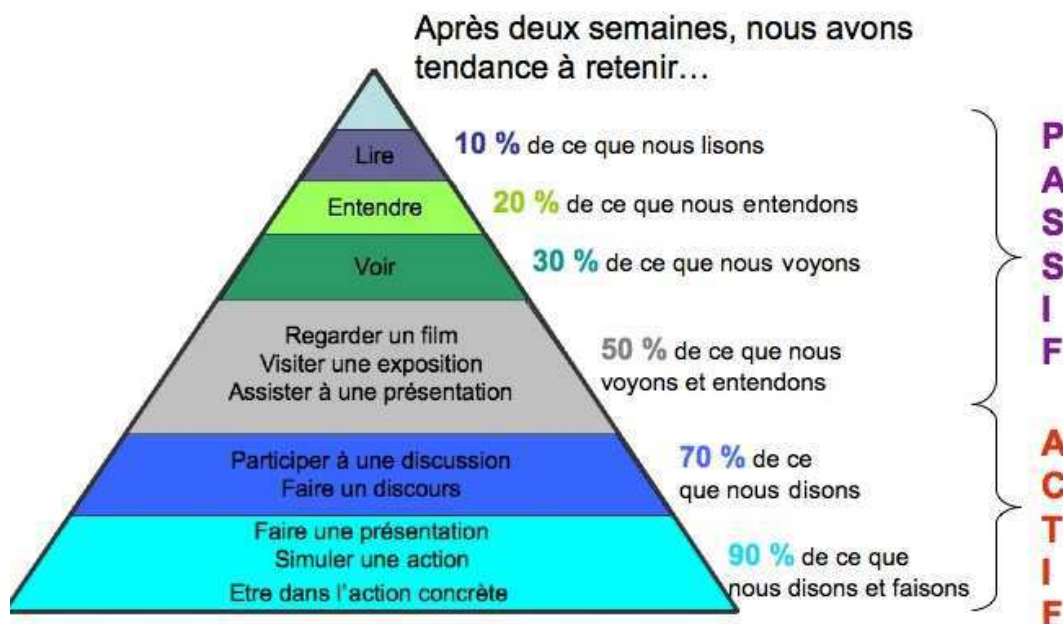 Après deux semaines, nous avons
tendance à retenir…
Lire
10 % de ce que nous lisons
Entendre
20 % de ce que nous entendons
Voir
30 % de ce que nous voyons
Regarder un film
Visiter une exposition
Assister à une présentation
50 % de ce que nous
voyons et entendons
Participer à une discussion
Faire un discours
70 % de ce
que nous disons
Faire une présentation
Simuler une action
Etre dans l'action concrète
90 % de ce que
nous disons et faisons
PASSIF
ACTIF